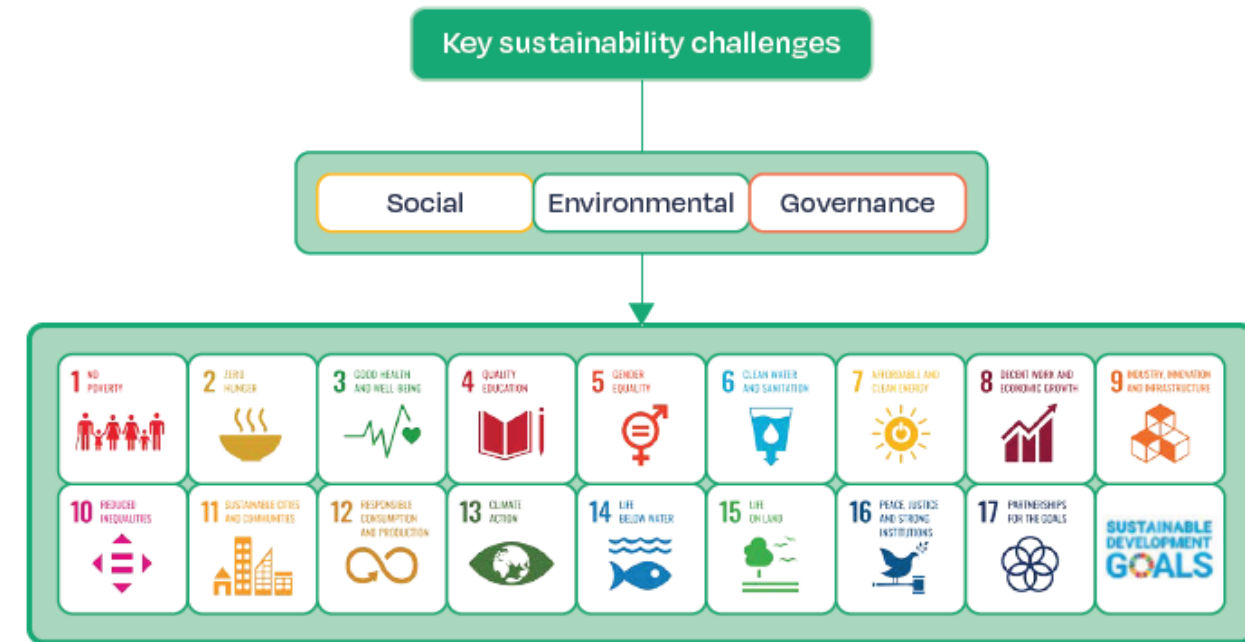 Key sustainability challenges
Social
Environmental
Governance
1 NO
POVERTY
2 ZERO
HUNGER
3 GOOD HEALTH
AND WELL-BEING
4 QUALITY
EDUCATION
5 GENDER
EQUALITY
6 CLEAN WATER
AND SANITATION
7 AFFORDABLE AND
CLEAN ENERGY
8 DECENT WORK AND
ECONOMIC GROWTH
9 INDUSTRY, INNOVATION
AND INFRASTRUCTURE
10 REDUCED
INEQUALITIES
11 SUSTAINABLE CITIES
AND COMMUNITIES
12 RESPONSIBLE
CONSUMPTION
AND PRODUCTION
13 CLIMATE
ACTION
14 LIFE
BELOW WATER
15 LIFE
ON LAND
16 PEACE, JUSTICE
AND STRONG
INSTITUTIONS
17 PARTNERSHIPS
FOR THE GOALS
SUSTAINABLE
DEVELOPMENT
GOALS